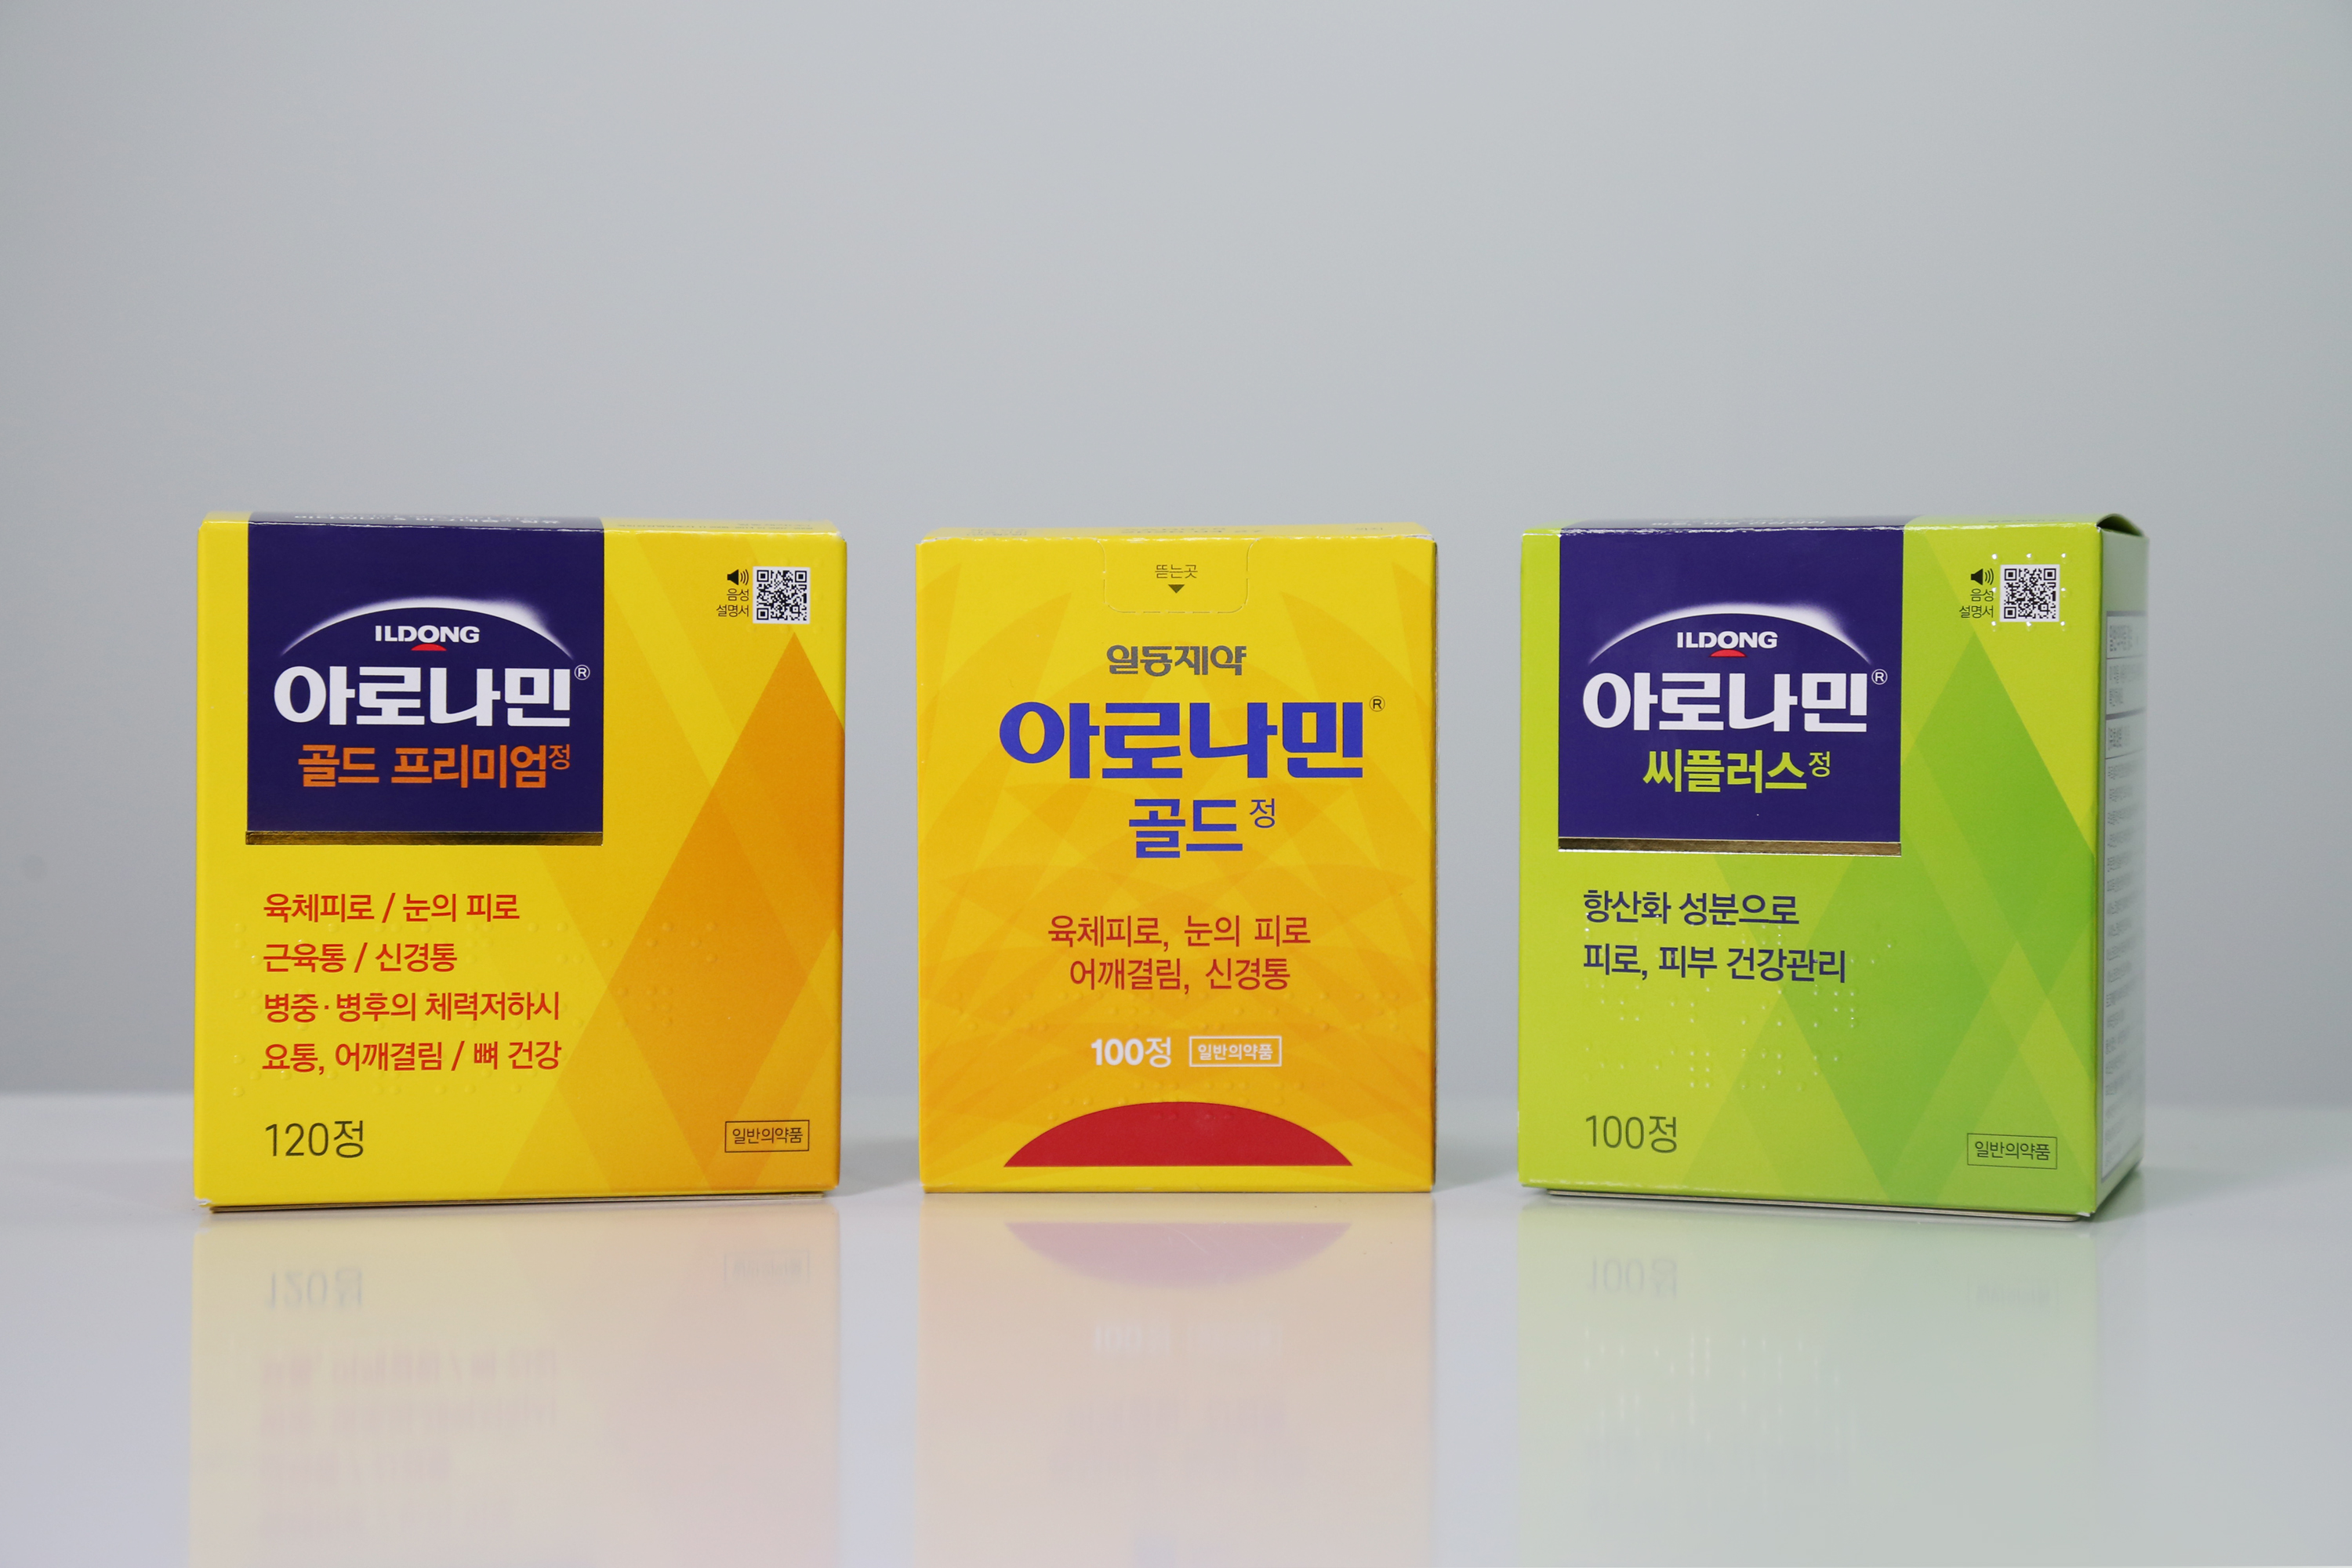 음성
설명서
ILDONG
아로나민®
골드 프리미엄정
육체피로 / 눈의 피로
근육통 / 신경통
병중·병후의 체력저하시
요통, 어깨결림 / 뼈 건강
120정
일반의약품
뜯는곳
일동제약
아로나민®
골드정
육체피로, 눈의 피로
어깨결림, 신경통
100정 일반의약품
음성
설명서
ILDONG
아로나민®
씨플러스정
항산화 성분으로
피로, 피부 건강관리
100정
일반의약품